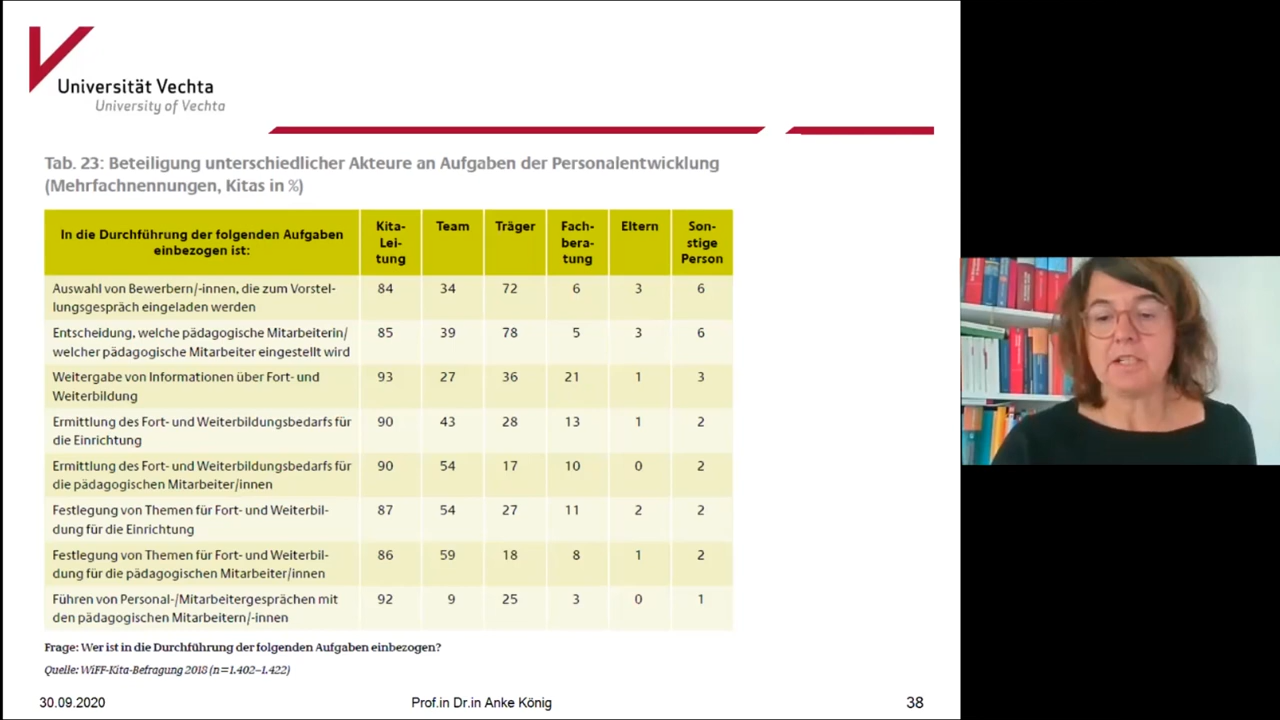 Universität Vechta
University of Vechta
Tab. 23: Beteiligung unterschiedlicher Akteure an Aufgaben der Personalentwicklung
(Mehrfachnennungen, Kitas in %)
In die Durchführung der folgenden Aufgaben
einbezogen ist:
Kita-
Lei-
tung
Team
Träger
Fach-
bera-
tung
Eltern
Son-
stige
Person
Auswahl von Bewerbern/-innen, die zum Vorstel-
lungsgespräch eingeladen werden
84 34 72 6 3 6
Entscheidung, welche pädagogische Mitarbeiterin/
welcher pädagogische Mitarbeiter eingestellt wird
85 39 78 5 3 6
Weitergabe von Informationen über Fort- und
Weiterbildung
93 27 36 21 1 3
Ermittlung des Fort- und Weiterbildungsbedarfs für
die Einrichtung
90 43 28 13 1 2
Ermittlung des Fort- und Weiterbildungsbedarfs für
die pädagogischen Mitarbeiter/innen
90 54 17 10 0 2
Festlegung von Themen für Fort- und Weiterbil-
dung für die Einrichtung
87 54 27 11 2 2
Festlegung von Themen für Fort- und Weiterbil-
dung für die pädagogischen Mitarbeiter/innen
86 59 18 8 1 2
Führen von Personal-/Mitarbeitergesprächen mit
den pädagogischen Mitarbeitern/-innen
92 9 25 3 0 1
Frage: Wer ist in die Durchführung der folgenden Aufgaben einbezogen?
Quelle: WiFF-Kita-Befragung 2018 (n=1.402–1.422)
30.09.2020 Prof.in Dr.in Anke König 38